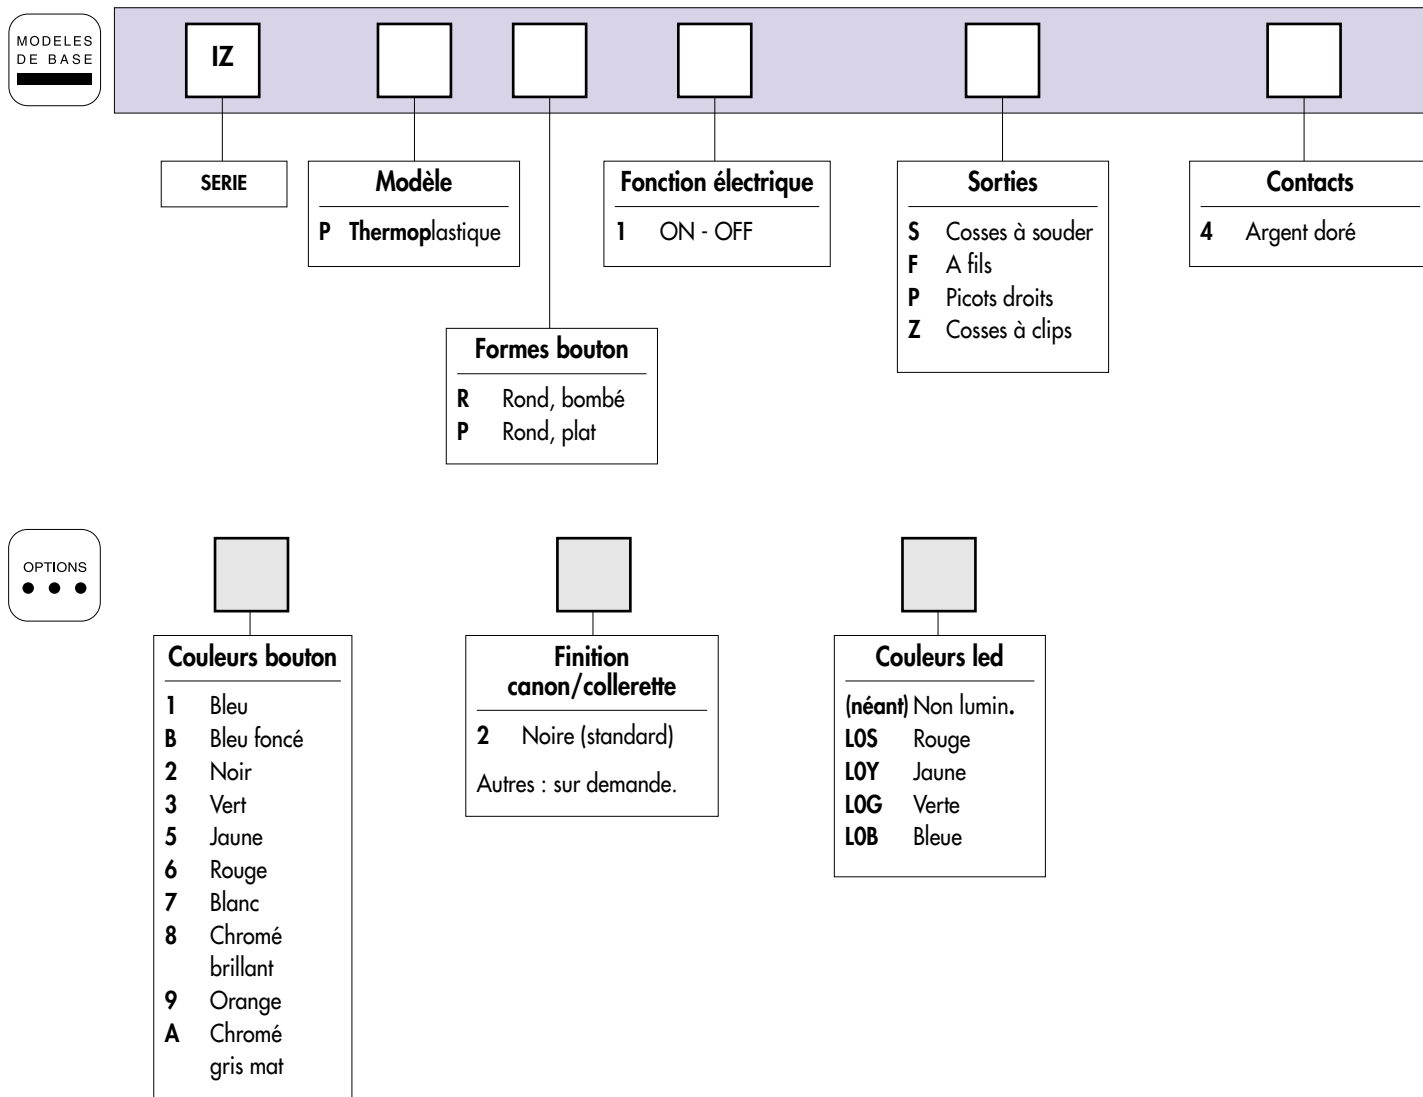 MODELES
DE BASE
IZ
SERIE
Modèle
P Thermoplastique
Fonction électrique
1 ON - OFF
Sorties
S Cosses à souder
F A fils
P Picots droits
Z Cosses à clips
Contacts
4 Argent doré
Formes bouton
R Rond, bombé
P Rond, plat
OPTIONS
Couleurs bouton
1 Bleu
B Bleu foncé
2 Noir
3 Vert
5 Jaune
6 Rouge
7 Blanc
8 Chromé
brillant
9 Orange
A Chromé
gris mat
Finition
canon/collerette
2 Noire (standard)
Autres : sur demande.
Couleurs led
(néant) Non lumin.
L0S Rouge
L0Y Jaune
L0G Verte
L0B Bleue